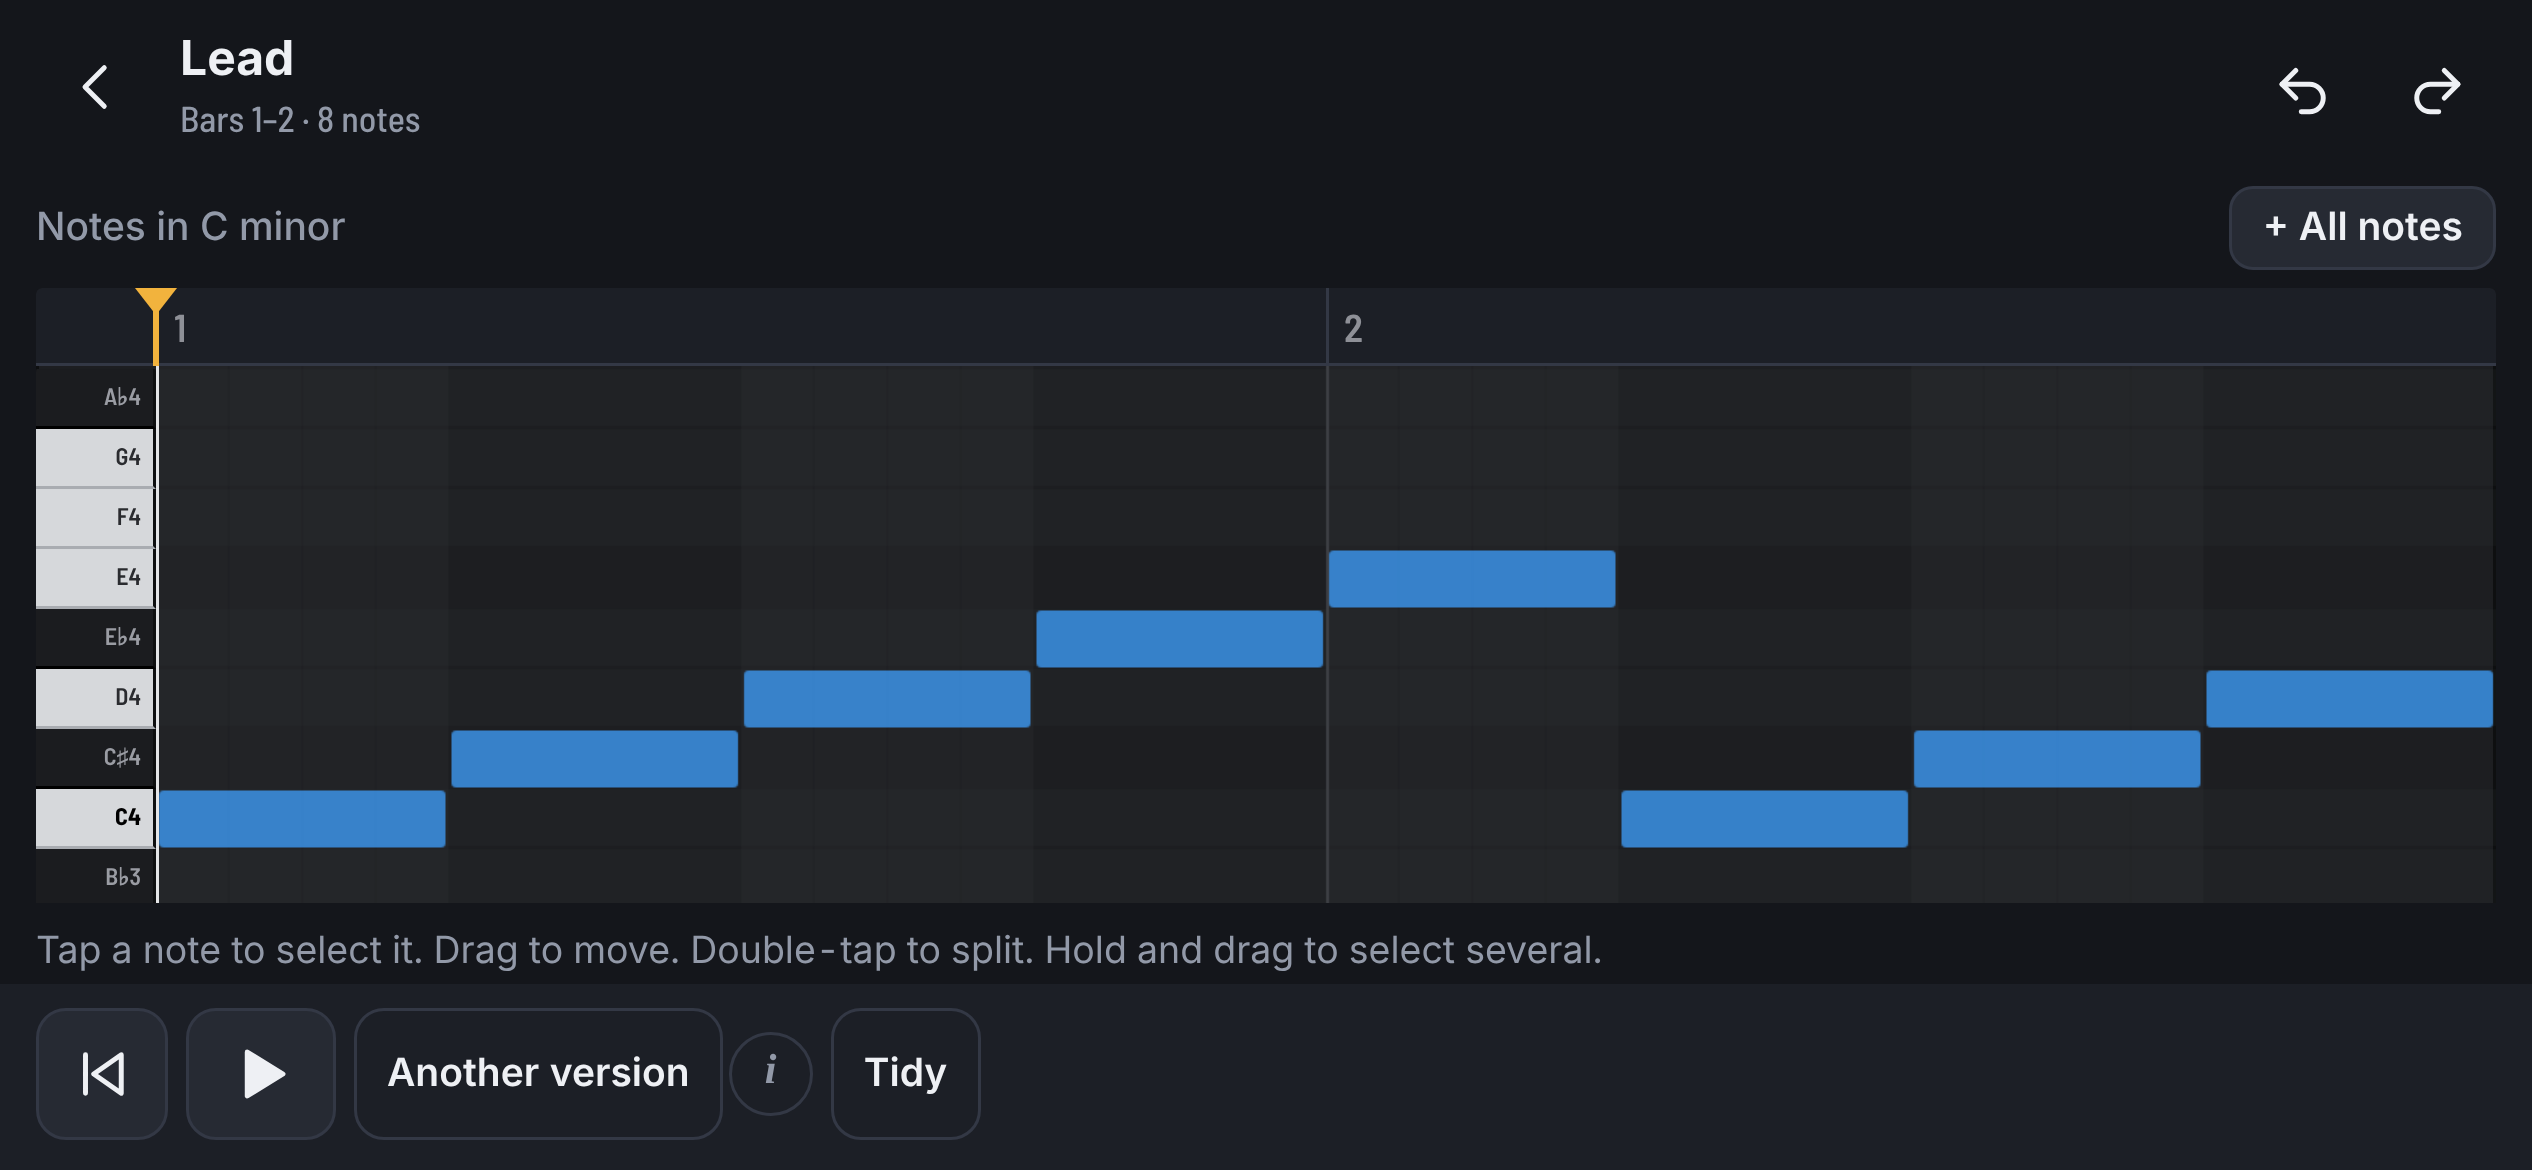 Lead
Bars 1–2 · 8 notes
Notes in C minor
+ All notes
1
2
A♭4
G4
F4
E4
E♭4
D4
C♯4
C4
B♭3
Tap a note to select it. Drag to move. Double-tap to split. Hold and drag to select several.
Another version
i
Tidy